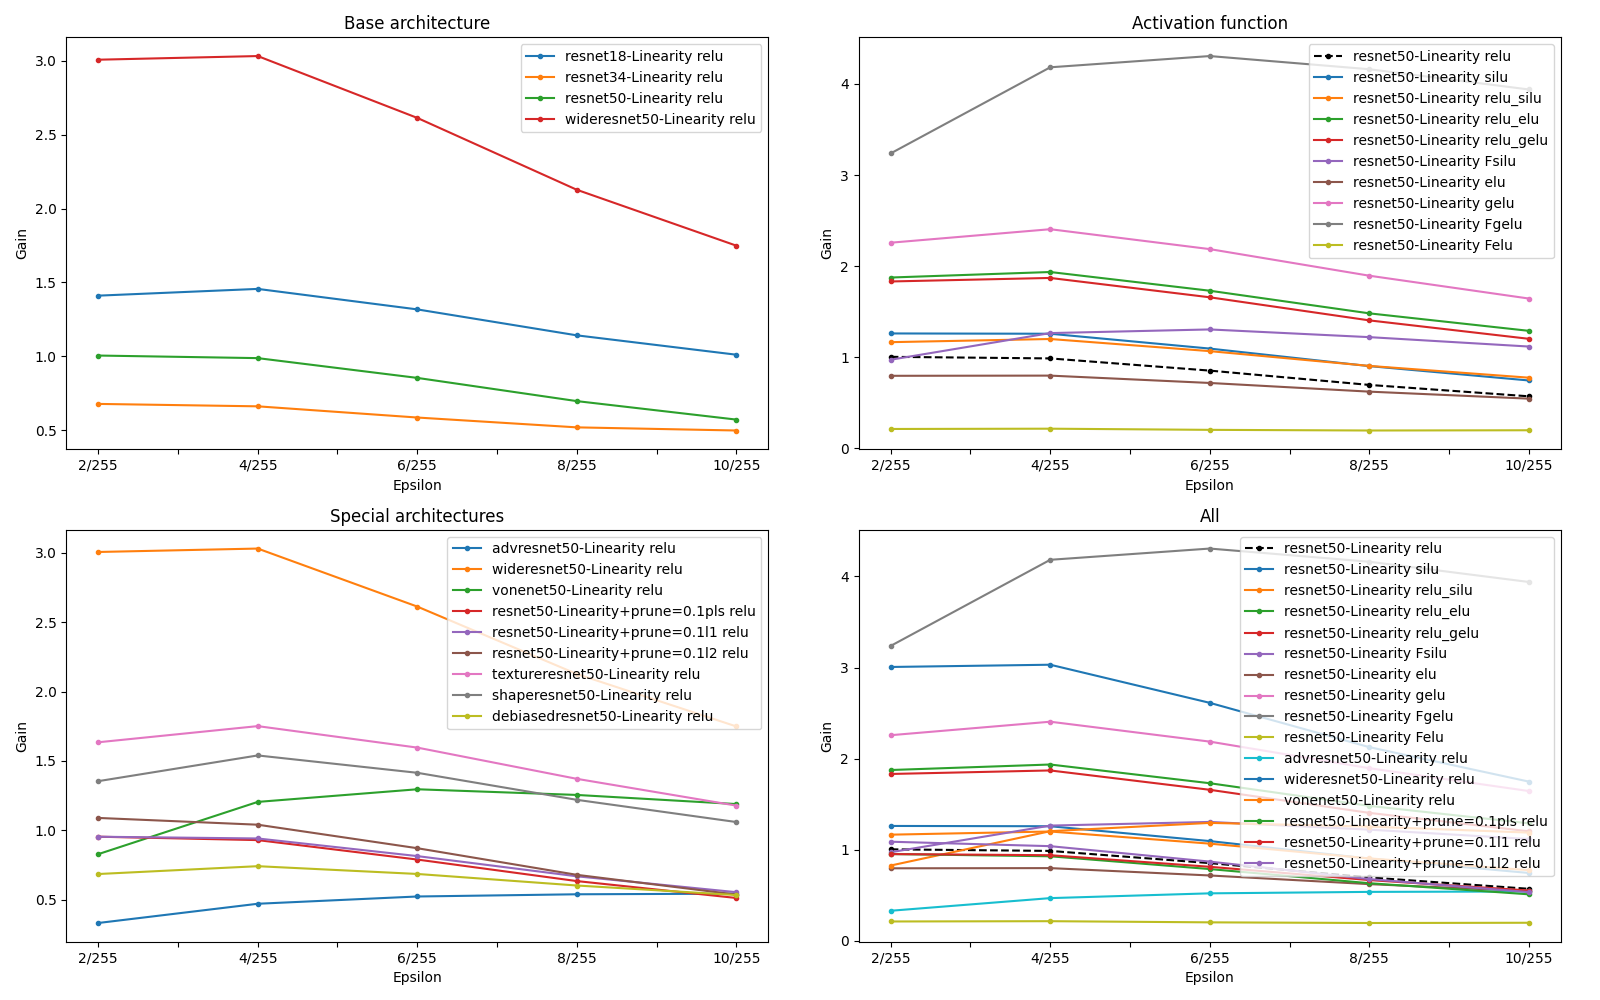 Base architecture
3.0
2.5
2.0
1.5
1.0
0.5
Gain
resnet18-Linearity relu
resnet34-Linearity relu
resnet50-Linearity relu
wideresnet50-Linearity relu
2/255 4/255 6/255 8/255 10/255
Epsilon
Activation function
4
3
2
1
0
Gain
resnet50-Linearity relu
resnet50-Linearity silu
resnet50-Linearity relu_silu
resnet50-Linearity relu_elu
resnet50-Linearity relu_gelu
resnet50-Linearity Fsilu
resnet50-Linearity elu
resnet50-Linearity gelu
resnet50-Linearity Fgelu
resnet50-Linearity Felu
2/255 4/255 6/255 8/255 10/255
Epsilon
Special architectures
3.0
2.5
2.0
1.5
1.0
0.5
Gain
advresnet50-Linearity relu
wideresnet50-Linearity relu
vonenet50-Linearity relu
resnet50-Linearity+prune=0.1pls relu
resnet50-Linearity+prune=0.1l1 relu
resnet50-Linearity+prune=0.1l2 relu
textureresnet50-Linearity relu
shaperesnet50-Linearity relu
debiasedresnet50-Linearity relu
2/255 4/255 6/255 8/255 10/255
Epsilon
All
4
3
2
1
0
Gain
resnet50-Linearity relu
resnet50-Linearity silu
resnet50-Linearity relu_silu
resnet50-Linearity relu_elu
resnet50-Linearity relu_gelu
resnet50-Linearity Fsilu
resnet50-Linearity elu
resnet50-Linearity gelu
resnet50-Linearity Fgelu
resnet50-Linearity Felu
advresnet50-Linearity relu
wideresnet50-Linearity relu
vonenet50-Linearity relu
resnet50-Linearity+prune=0.1pls relu
resnet50-Linearity+prune=0.1l1 relu
resnet50-Linearity+prune=0.1l2 relu
2/255 4/255 6/255 8/255 10/255
Epsilon